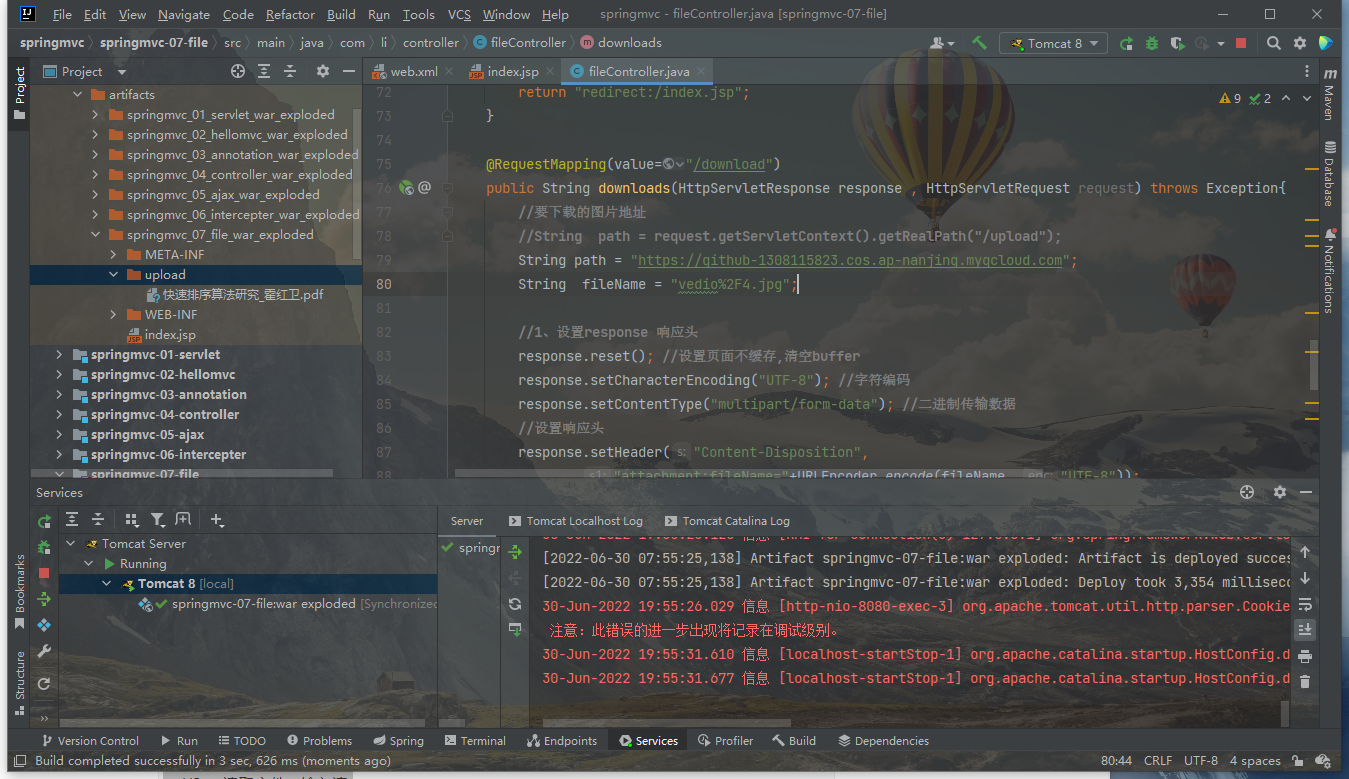 File Edit View Navigate Code Refactor Build Run Tools VCS Window Help springmvc - fileController.java [springmvc-07-file]
springmvc springmvc-07-file src main java com li controller fileController downloads Tomcat 8
Project
web.xml index.jsp fileController.java
artifacts
springmvc_01_servlet_war_exploded
springmvc_02_hellomvc_war_exploded
springmvc_03_annotation_war_exploded
springmvc_04_controller_war_exploded
springmvc_05_ajax_war_exploded
springmvc_06_intercepter_war_exploded
springmvc_07_file_war_exploded
META-INF
upload
快速排序算法研究_霍红卫.pdf
WEB-INF
index.jsp
springmvc-01-servlet
springmvc-02-hellomvc
springmvc-03-annotation
springmvc-04-controller
springmvc-05-ajax
springmvc-06-intercepter
springmvc-07-file
72 return "redirect:/index.jsp";
73 }
74
75 @RequestMapping(value="/download")
76 public String downloads(HttpServletResponse response , HttpServletRequest request) throws Exception{
77 //要下载的图片地址
78 //String path = request.getServletContext().getRealPath("/upload");
79 String path = "https://github-1308115823.cos.ap-nanjing.myqcloud.com";
80 String fileName = "vedio%2F4.jpg";
81
82 //1、设置response 响应头
83 response.reset(); //设置页面不缓存,清空buffer
84 response.setCharacterEncoding("UTF-8"); //字符编码
85 response.setContentType("multipart/form-data"); //二进制传输数据
86 //设置响应头
87 response.setHeader( s: "Content-Disposition",
88 s1: "attachment;fileName="+URLEncoder.encode(fileName, enc: "UTF-8"));
9 2
Project
Bookmarks
Structure
Maven
Database
Notifications
Services
Tomcat Server
Running
Tomcat 8 [local]
springmvc-07-file:war exploded [Synchronized
Server Tomcat Localhost Log Tomcat Catalina Log
springm
[2022-06-30 07:55:25,138] Artifact springmvc-07-file:war exploded: Artifact is deployed succes
[2022-06-30 07:55:25,138] Artifact springmvc-07-file:war exploded: Deploy took 3,354 millisec
30-Jun-2022 19:55:26.029 信息 [http-nio-8080-exec-3] org.apache.tomcat.util.http.parser.Cookie
注意：此错误的进一步出现将记录在调试级别。
30-Jun-2022 19:55:31.610 信息 [localhost-startStop-1] org.apache.catalina.startup.HostConfig.d
30-Jun-2022 19:55:31.677 信息 [localhost-startStop-1] org.apache.catalina.startup.HostConfig.d
Version Control Run TODO Problems Spring Terminal Endpoints Services Profiler Build Dependencies
Build completed successfully in 3 sec, 626 ms (moments ago) 80:44 CRLF UTF-8 4 spaces